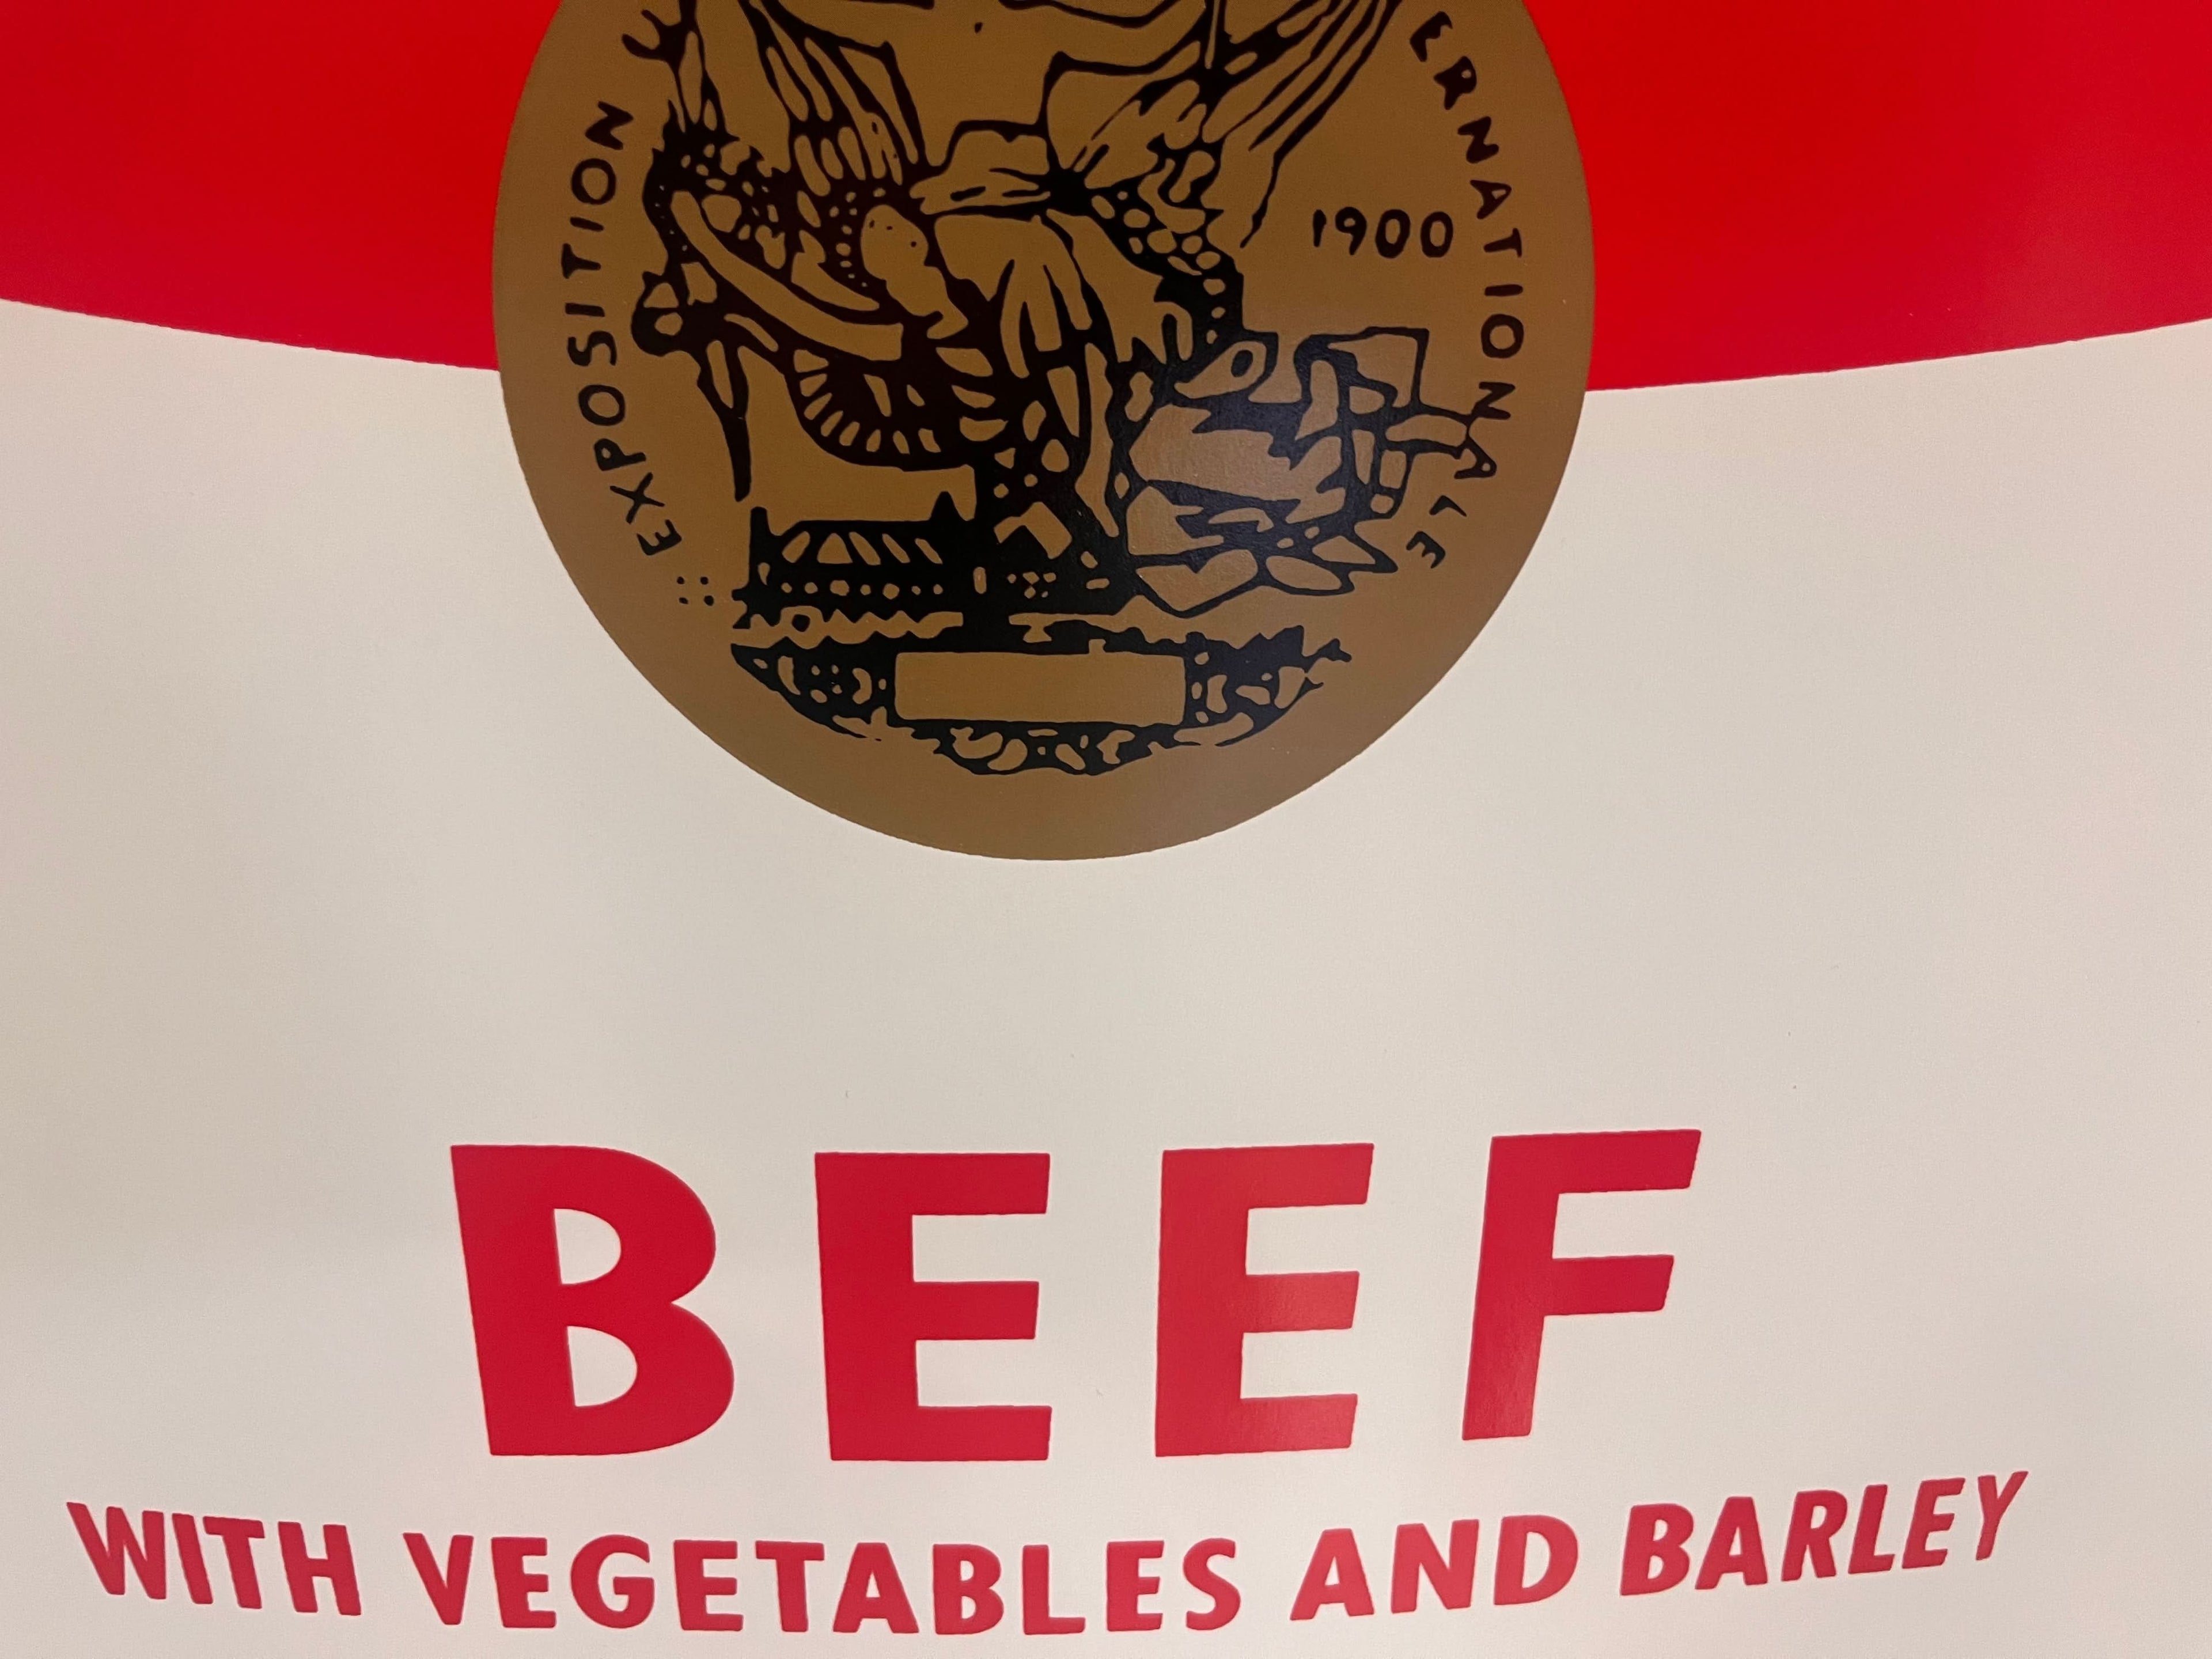 EXPOSITION
ERNATIONALE
1900
BEEF
WITH VEGETABLES AND BARLEY